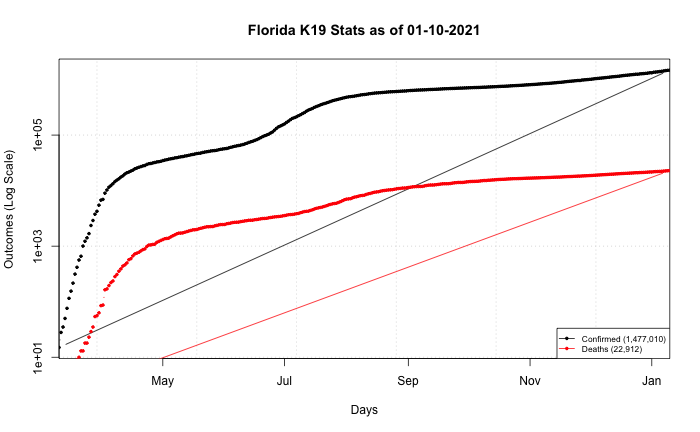 Florida K19 Stats as of 01-10-2021
Outcomes (Log Scale)
1e+05
1e+03
1e+01
Confirmed (1,477,010)
Deaths (22,912)
May Jul Sep Nov Jan
Days